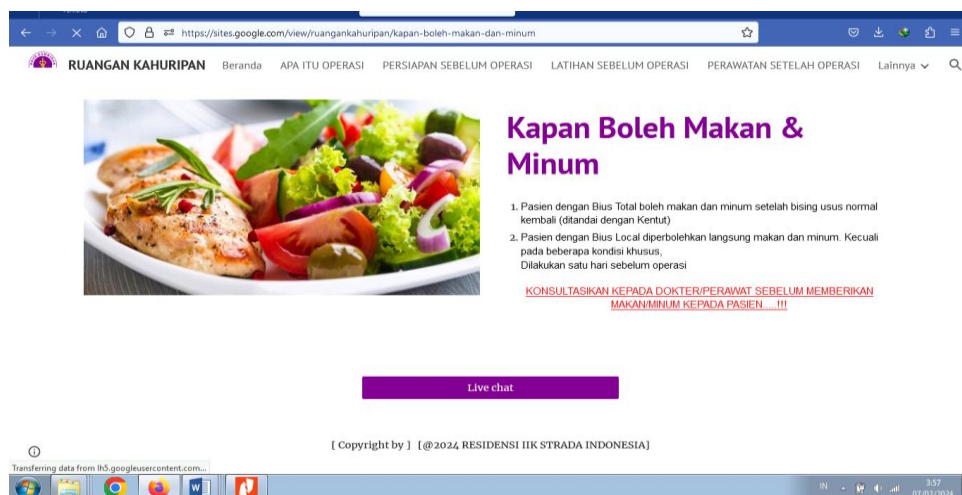 https://sites.google.com/view/ruangankahuripan/kapan-boleh-makan-dan-minum
RUANGAN KAHURIPAN Beranda APA ITU OPERASI PERSIAPAN SEBELUM OPERASI LATIHAN SEBELUM OPERASI PERAWATAN SETELAH OPERASI Lainnya
Kapan Boleh Makan &
Minum
1. Pasien dengan Bius Total boleh makan dan minum setelah bising usus normal
kembali (ditandai dengan Kentut)
2. Pasien dengan Bius Local diperbolehkan langsung makan dan minum. Kecuali
pada beberapa kondisi khusus,
Dilakukan satu hari sebelum operasi
KONSULTASIKAN KEPADA DOKTER/PERAWAT SEBELUM MEMBERIKAN
MAKAN/MINUM KEPADA PASIEN.....!!!
Live chat
[ Copyright by ] [@2024 RESIDENSI IIK STRADA INDONESIA]
Transferring data from lh5.googleusercontent.com...
IN 3:57
07/02/2024